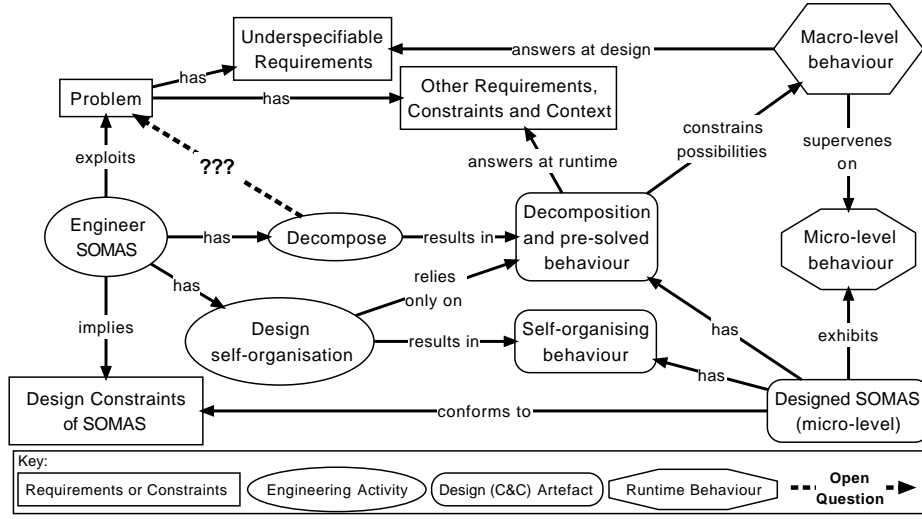 Underspecifiable
Requirements
answers at design
Macro-level
behaviour
has
Problem
has
Other Requirements,
Constraints and Context
constrains
possibilities
supervenes
on
exploits
???
answers at runtime
Engineer
SOMAS
has
Decompose
results in
Decomposition
and pre-solved
behaviour
Micro-level
behaviour
has
relies
only on
implies
Design
self-organisation
results in
Self-organising
behaviour
has
exhibits
has
Design Constraints
of SOMAS
conforms to
Designed SOMAS
(micro-level)
Key:
Requirements or Constraints
Engineering Activity
Design (C&C) Artefact
Runtime Behaviour
Open
Question